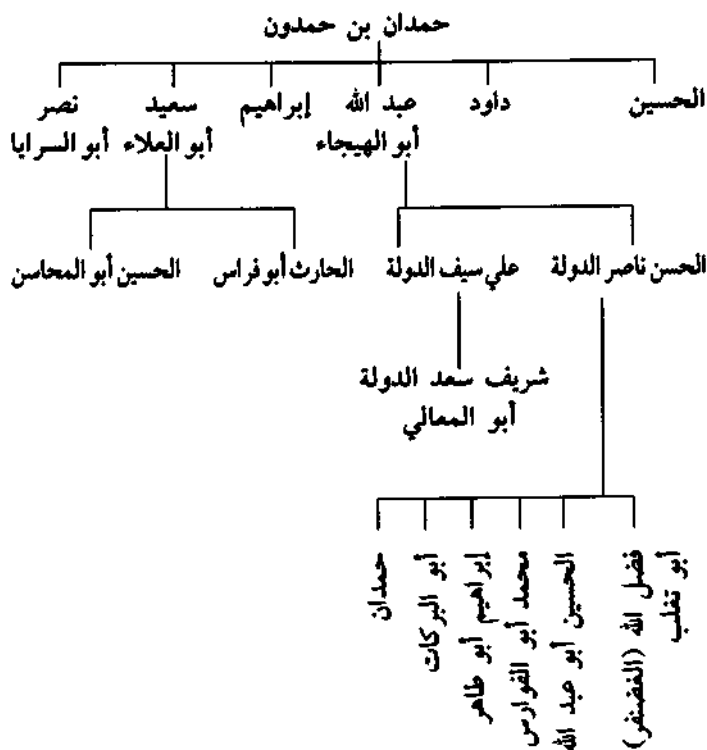 حمدان بن حمدون
الحسين
داود
عبد الله
أبو الهيجاء
إبراهيم
سعيد
أبو العلاء
نصر
أبو السرايا
الحسن ناصر الدولة
علي سيف الدولة
الحارث أبو فراس
الحسين أبو المحاسن
شريف سعد الدولة
أبو المعالي
أبو تغلب
فضل الله (الغضنفر)
الحسين أبو عبد الله
محمد أبو الفوارس
إبراهيم أبو طاهر
أبو البركات
حمدان